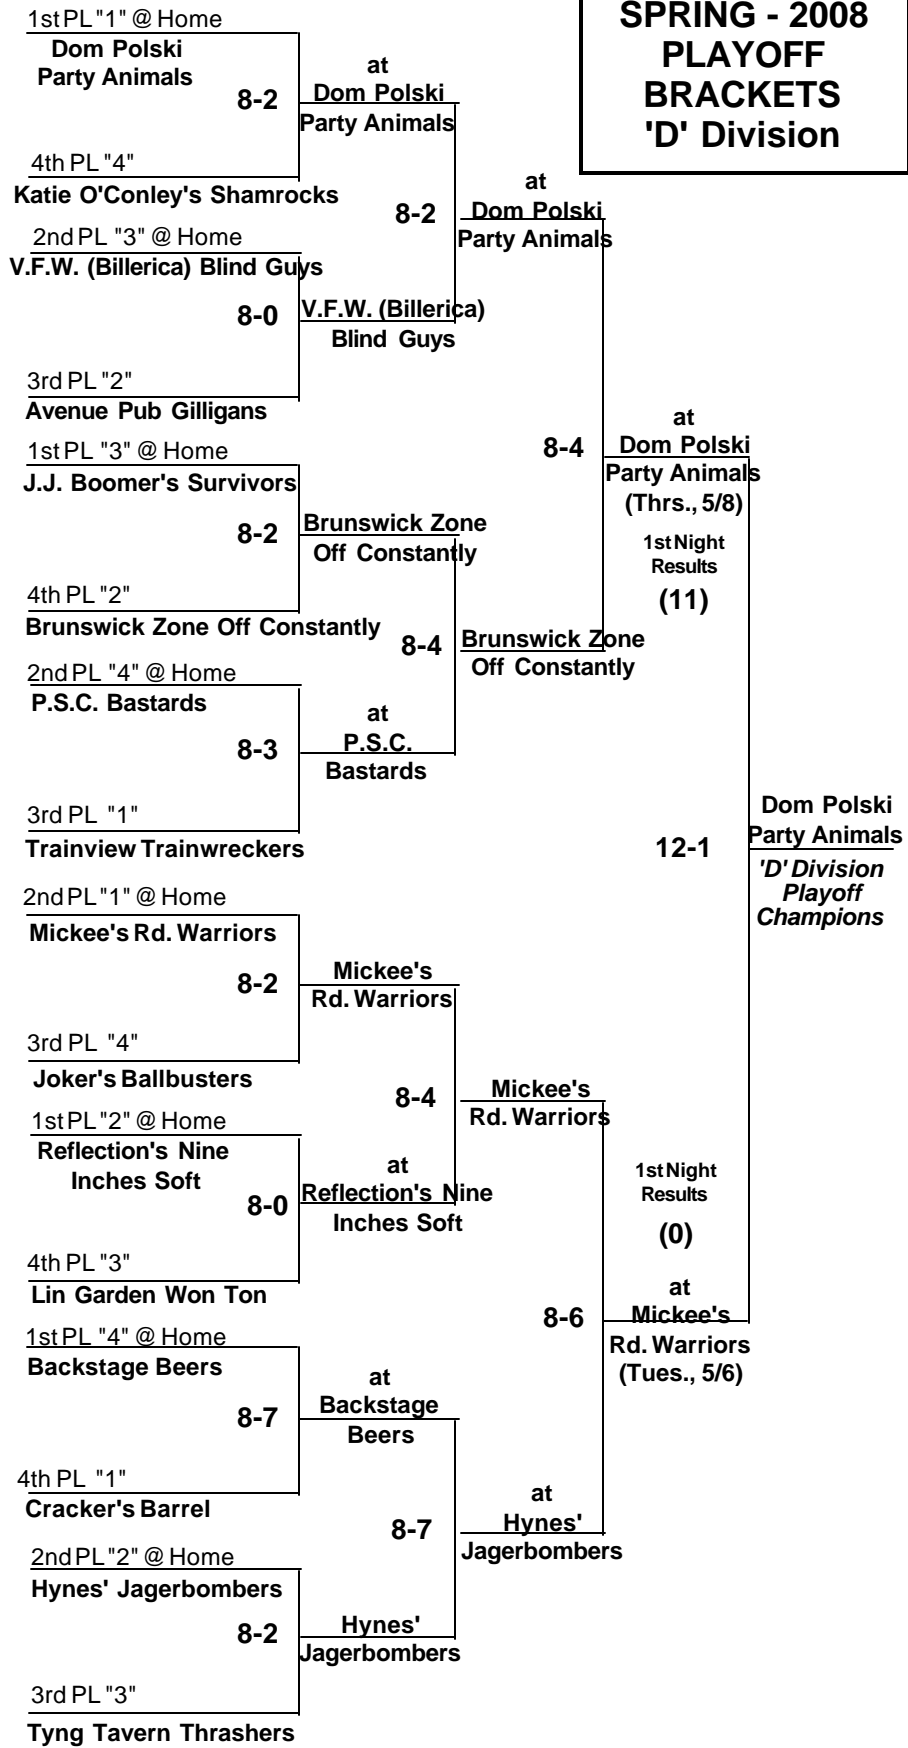 SPRING - 2008
PLAYOFF
BRACKETS
'D' Division
1st PL "1" @ Home
Dom Polski
Party Animals
8-2
4th PL "4"
Katie O'Conley's Shamrocks
2nd PL "3" @ Home
V.F.W. (Billerica) Blind Guys
8-0
3rd PL "2"
Avenue Pub Gilligans
1st PL "3" @ Home
J.J. Boomer's Survivors
8-2
4th PL "2"
Brunswick Zone Off Constantly
2nd PL "4" @ Home
P.S.C. Bastards
8-3
3rd PL "1"
Trainview Trainwreckers
2nd PL "1" @ Home
Mickee's Rd. Warriors
8-2
3rd PL "4"
Joker's Ballbusters
1st PL "2" @ Home
Reflection's Nine
Inches Soft
8-0
4th PL "3"
Lin Garden Won Ton
1st PL "4" @ Home
Backstage Beers
8-7
4th PL "1"
Cracker's Barrel
2nd PL "2" @ Home
Hynes' Jagerbombers
8-2
3rd PL "3"
Tyng Tavern Thrashers
at
Dom Polski
Party Animals
8-2
V.F.W. (Billerica)
Blind Guys
Brunswick Zone
Off Constantly
8-4
at
P.S.C.
Bastards
Mickee's
Rd. Warriors
8-4
at
Reflection's Nine
Inches Soft
at
Backstage
Beers
8-7
Hynes'
Jagerbombers
at
Dom Polski
Party Animals
8-4
Brunswick Zone
Off Constantly
Mickee's
Rd. Warriors
8-6
at
Hynes'
Jagerbombers
at
Dom Polski
Party Animals
(Thrs., 5/8)
1st Night
Results
(11)
12-1
1st Night
Results
(0)
at
Mickee's
Rd. Warriors
(Tues., 5/6)
Dom Polski
Party Animals
'D' Division
Playoff
Champions